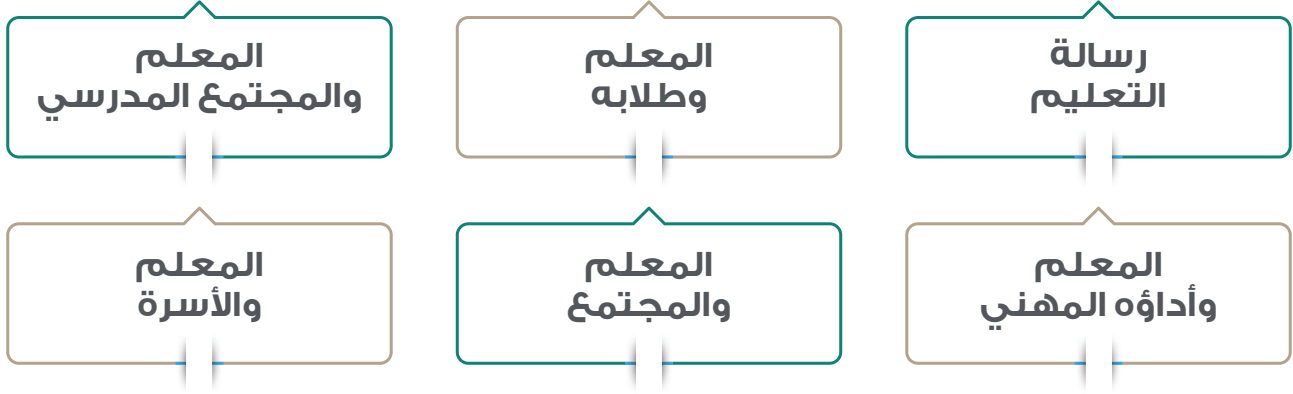 رسالة
التعليم
المعلم
وطلابه
المعلم
والمجتمع المدرسي
المعلم
وأداؤه المهني
المعلم
والمجتمع
المعلم
والأسرة